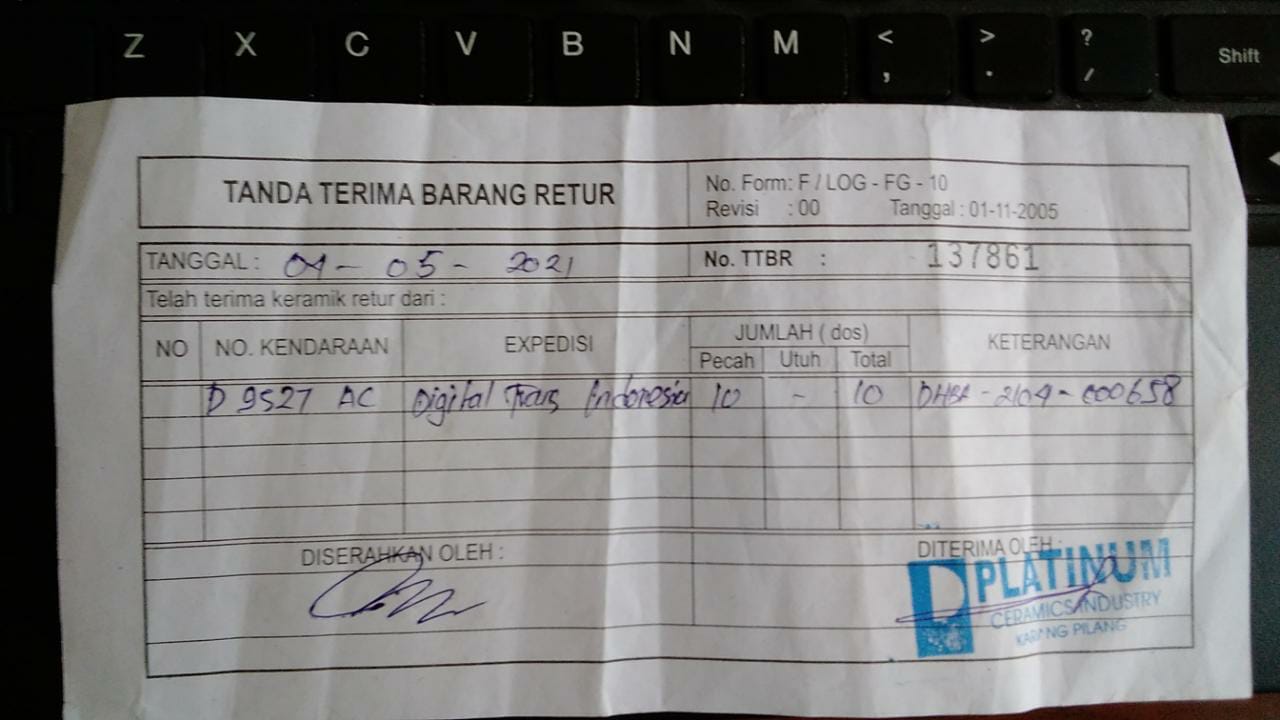 Z X C V B N M < , > . ? / Shift
TANDA TERIMA BARANG RETUR
No. Form: F / LOG - FG - 10
Revisi : 00 Tanggal : 01-11-2005
TANGGAL : 04 - 05 - 2021
No. TTBR : 137861
Telah terima keramik retur dari :
NO NO. KENDARAAN EXPEDISI JUMLAH ( dos) KETERANGAN
Pecah Utuh Total
D 9527 AC Digital Trans Indonesia 10 - 10 2104 - 000658
DISERAHKAN OLEH :
DITERIMA OLEH :
PLATINUM
CERAMICS INDUSTRY
KARANG PILANG